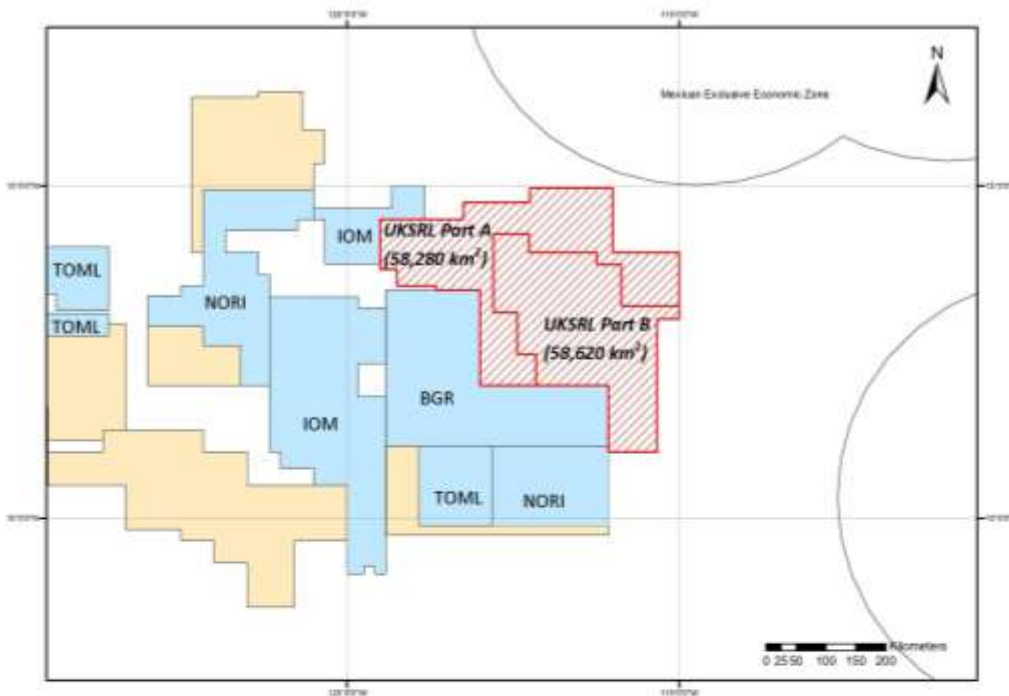 Mexican Exclusive Economic Zone
N
UKSRL Part A
(58,280 km²)
IOM
TOML
NORI
TOML
UKSRL Part B
(58,620 km²)
BGR
IOM
TOML
NORI
Kilometers
0 25 50 100 150 200